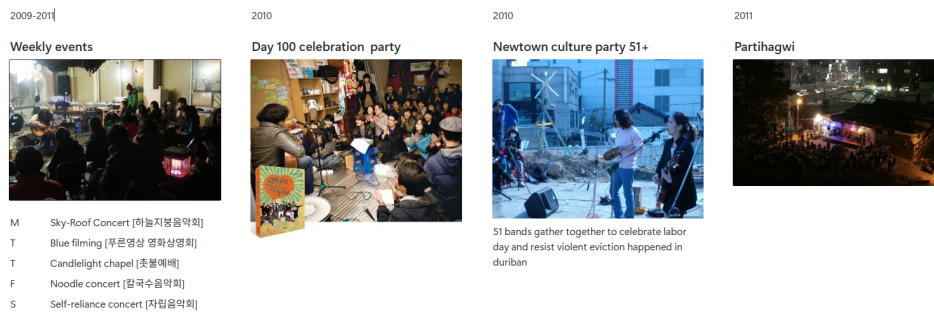 2009-2011
Weekly events
M Sky-Roof Concert [하늘지붕음악회]
T Blue filming [푸른영상 영화상영회]
T Candlelight chapel [촛불예배]
F Noodle concert [칼국수음악회]
S Self-reliance concert [자립음악회]
2010
Day 100 celebration party
2010
Newtown culture party 51+
51 bands gather together to celebrate labor
day and resist violent eviction happened in
duriban
2011
Partihagwi